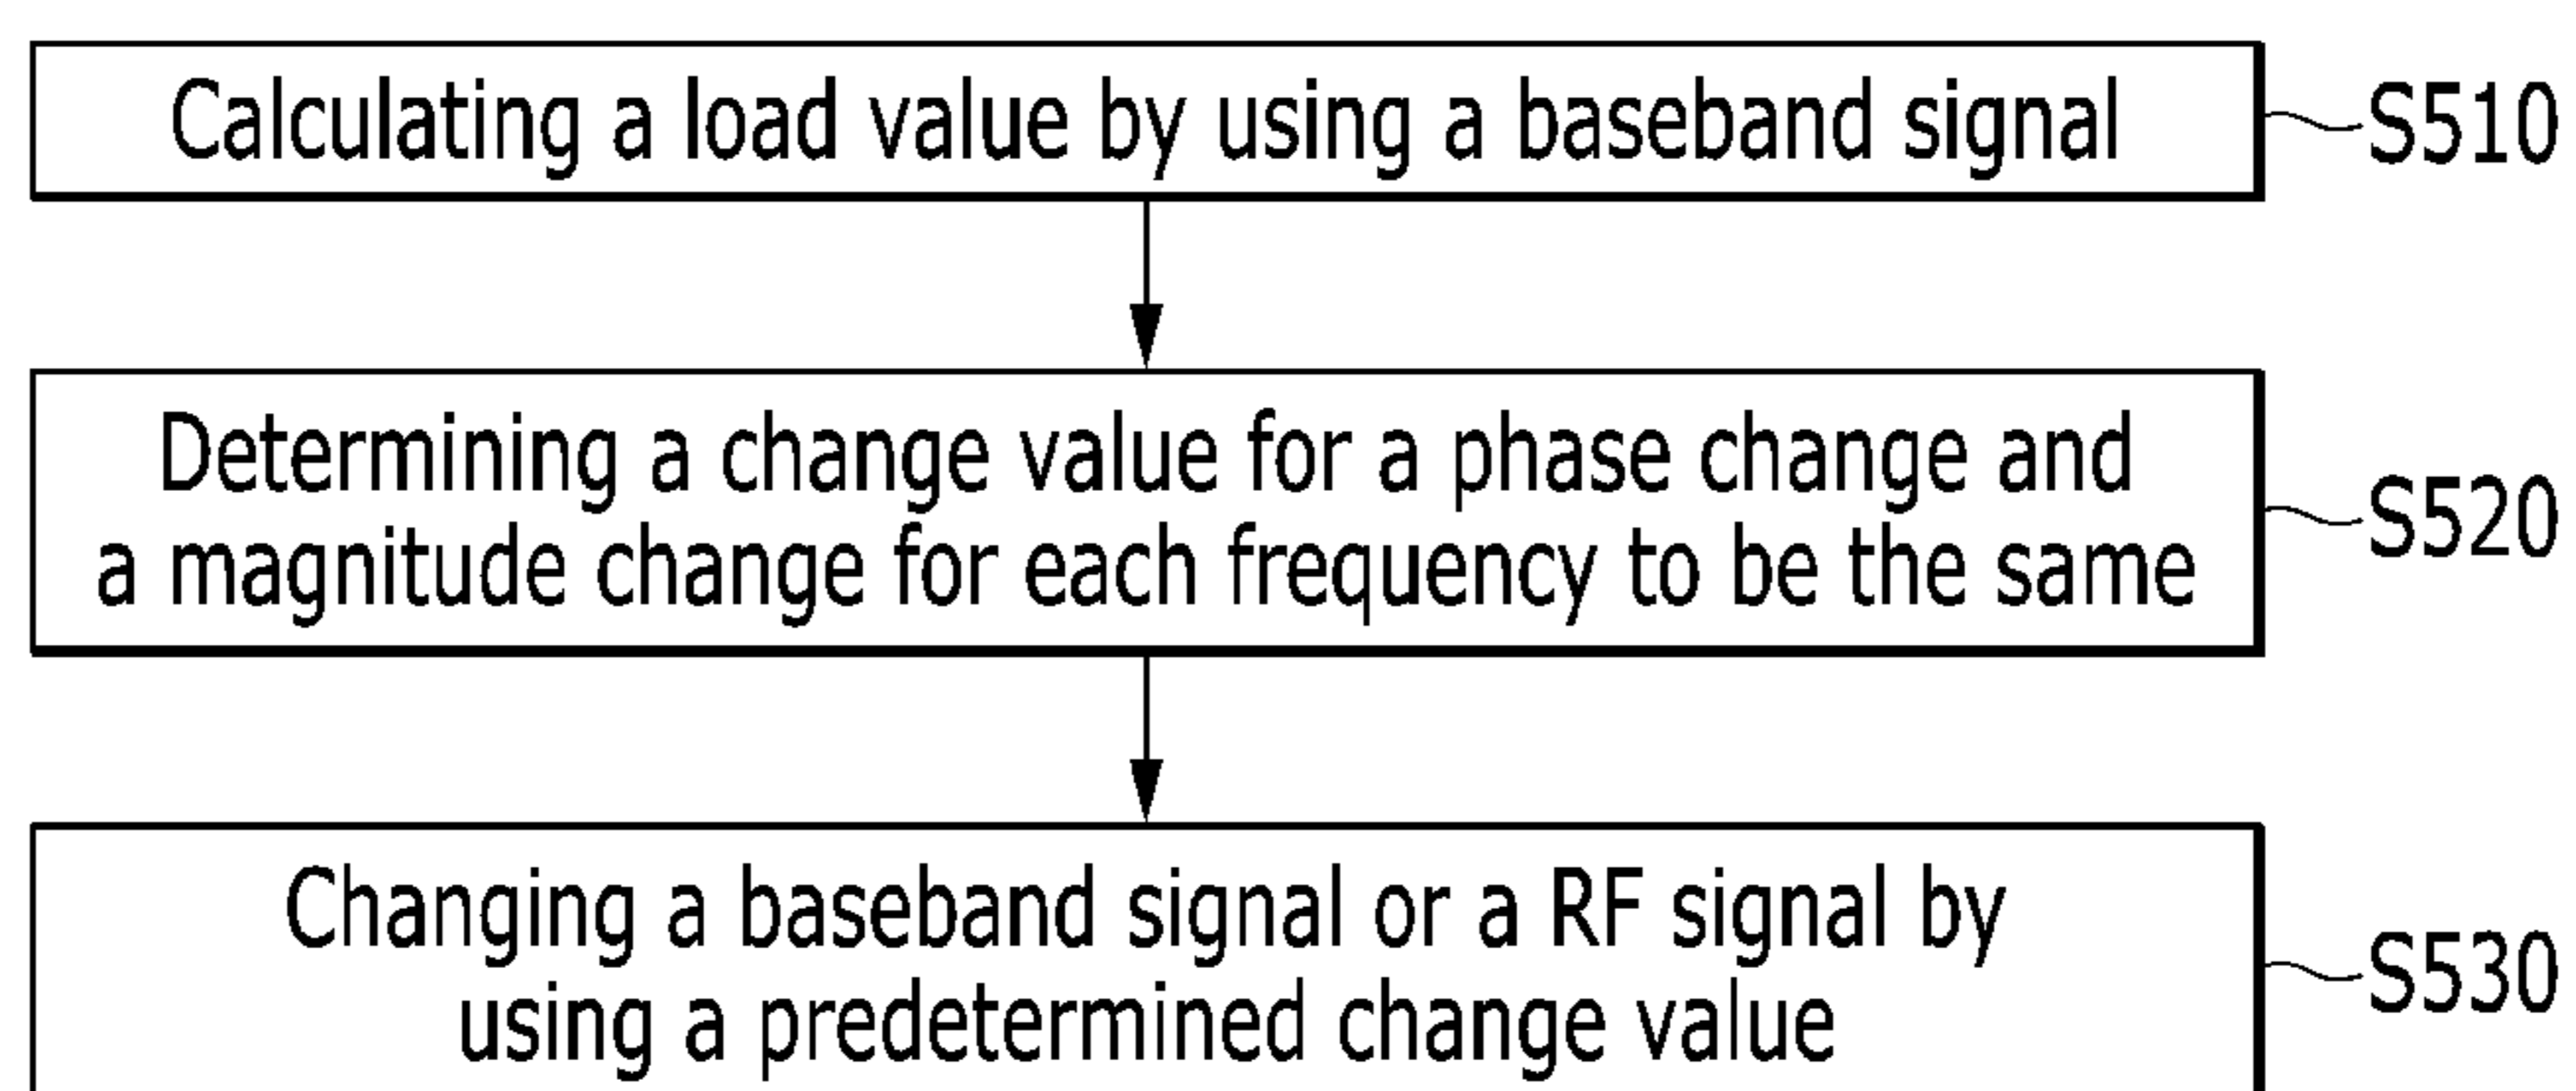 Calculating a load value by using a baseband signal
S510
Determining a change value for a phase change and
a magnitude change for each frequency to be the same
S520
Changing a baseband signal or a RF signal by
using a predetermined change value
S530